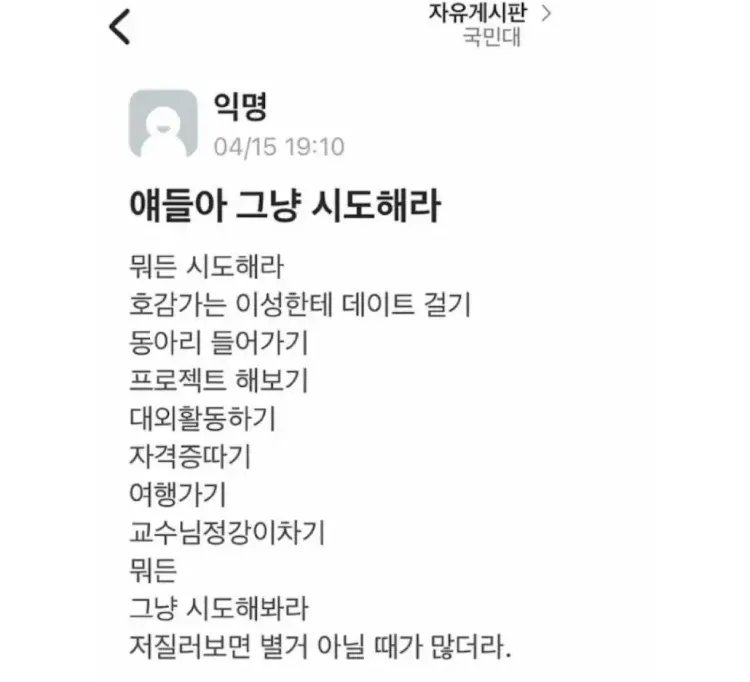 자유게시판
국민대
익명
04/15 19:10
얘들아 그냥 시도해라
뭐든 시도해라
호감가는 이성한테 데이트 걸기
동아리 들어가기
프로젝트 해보기
대외활동하기
자격증따기
여행가기
교수님정강이차기
뭐든
그냥 시도해봐라
저질러보면 별거 아닐 때가 많더라.